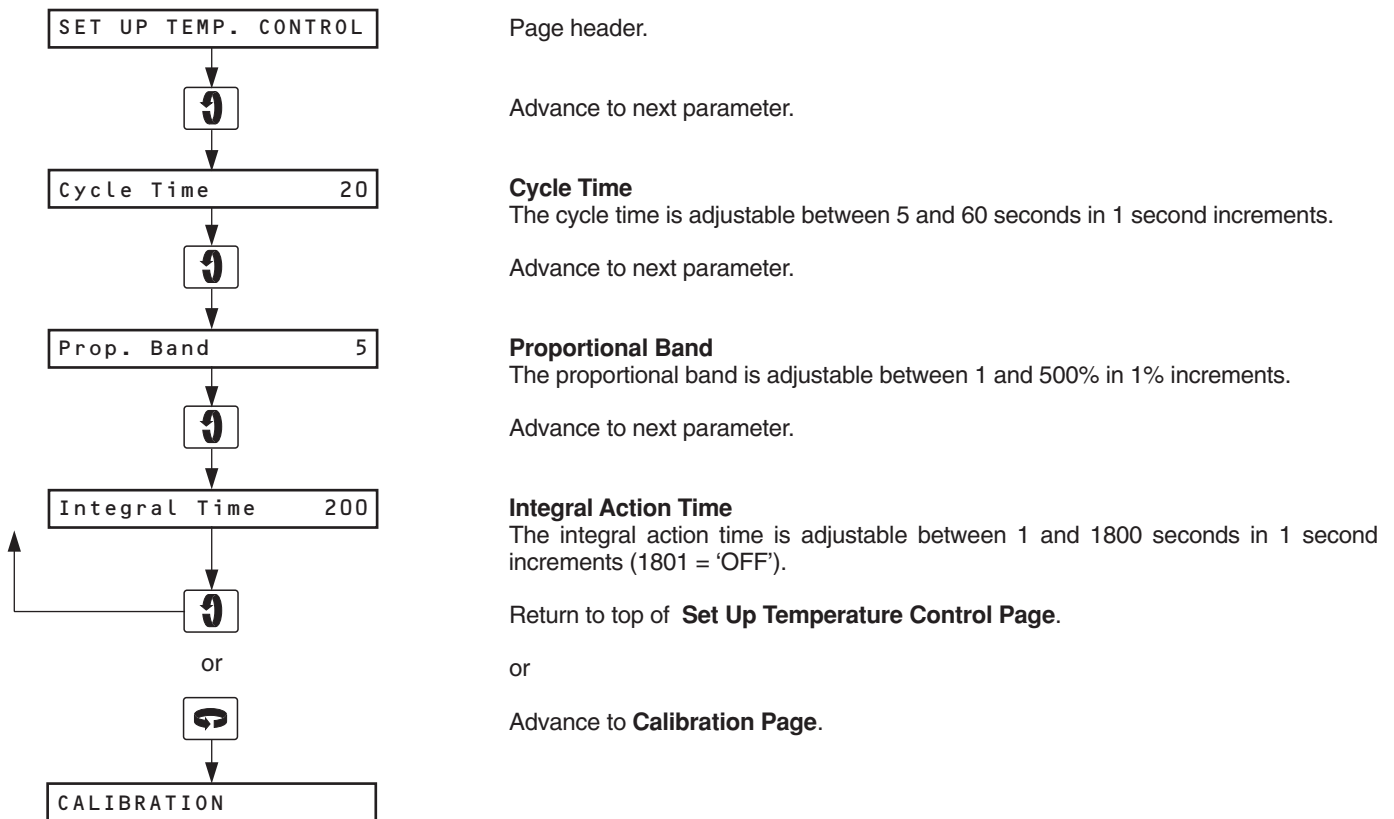 SET UP TEMP. CONTROL
Page header.
Advance to next parameter.
Cycle Time 20
Cycle Time
The cycle time is adjustable between 5 and 60 seconds in 1 second increments.
Advance to next parameter.
Prop. Band 5
Proportional Band
The proportional band is adjustable between 1 and 500% in 1% increments.
Advance to next parameter.
Integral Time 200
Integral Action Time
The integral action time is adjustable between 1 and 1800 seconds in 1 second
increments (1801 = ‘OFF’).
Return to top of Set Up Temperature Control Page.
or
or
Advance to Calibration Page.
CALIBRATION